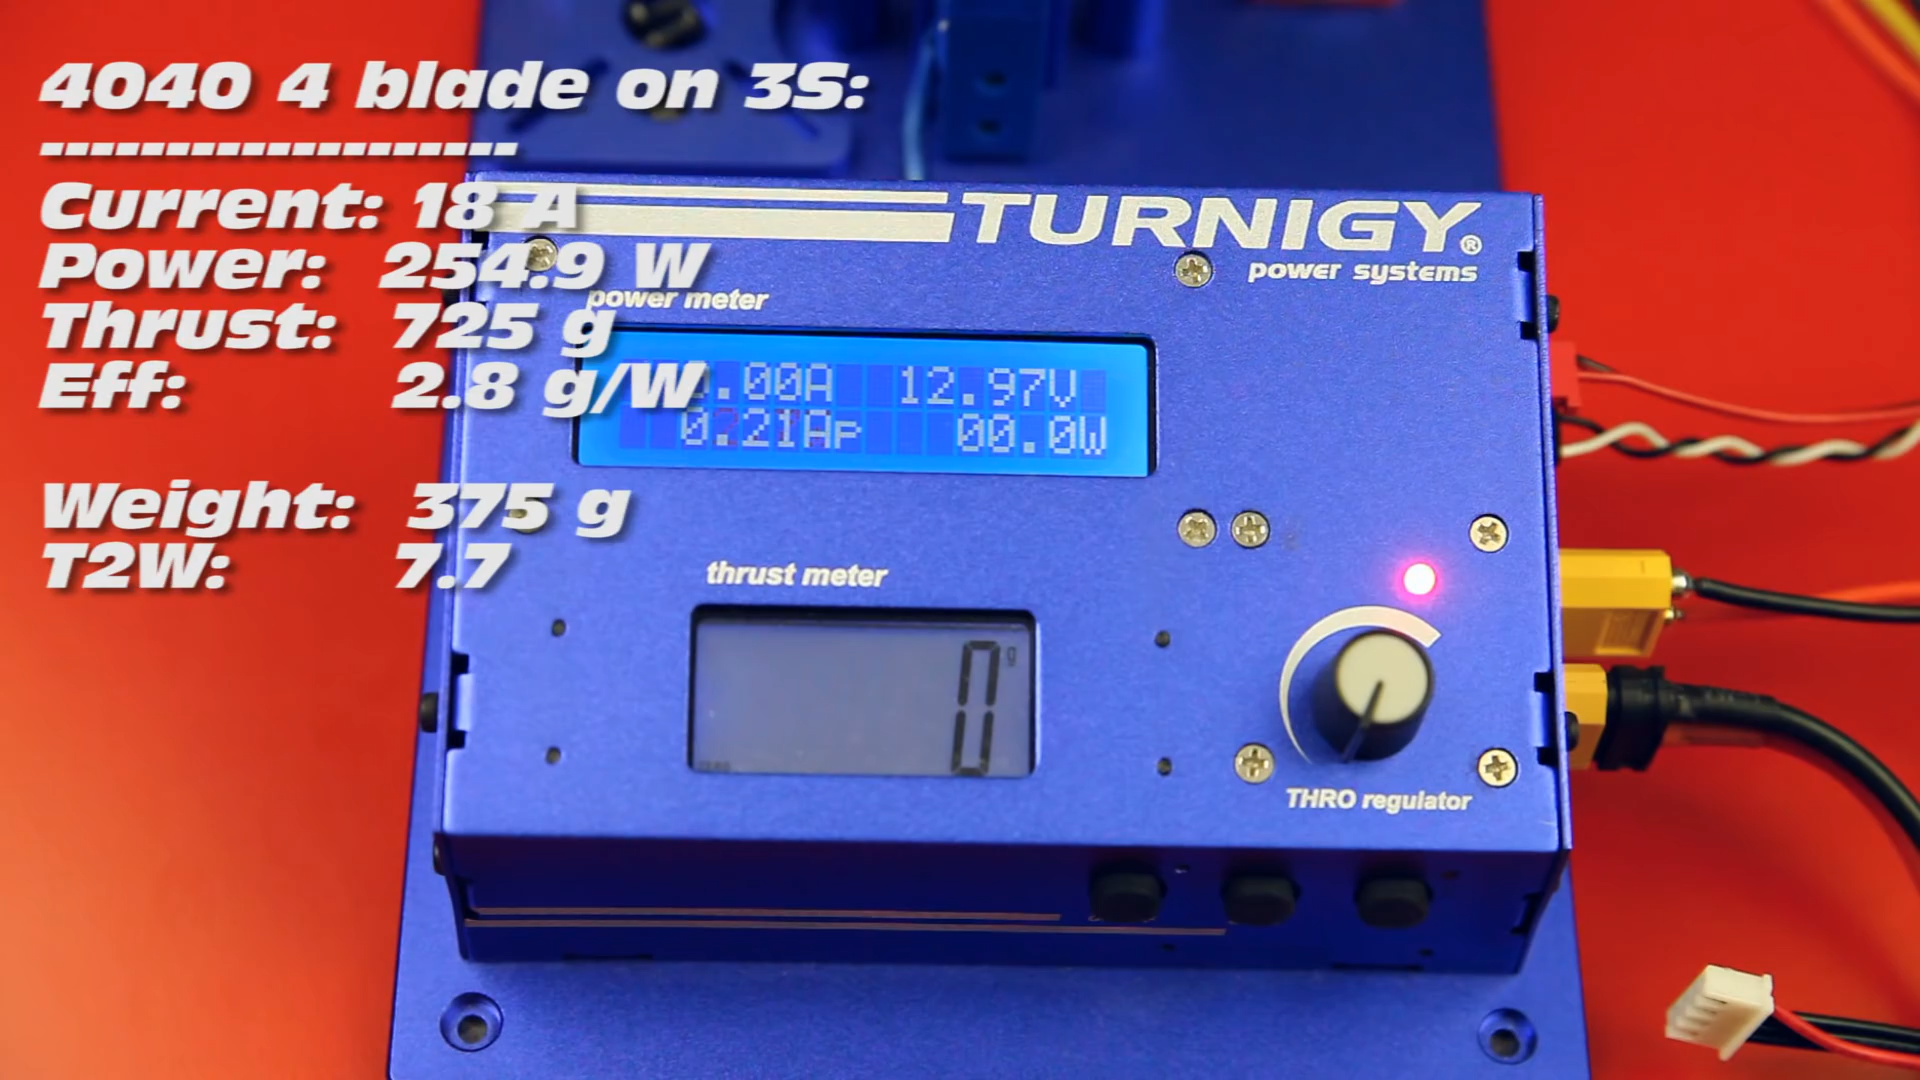 4040 4 blade on 3S:
-------------------
Current: 18 A
Power: 254.9 W
Thrust: 725 g
Eff: 2.8 g/W
Weight: 375 g
T2W: 7.7
TURNIGY®
power systems
power meter
.00A 12.97V
0.21Ap 00.0W
thrust meter
0 g
THRO regulator